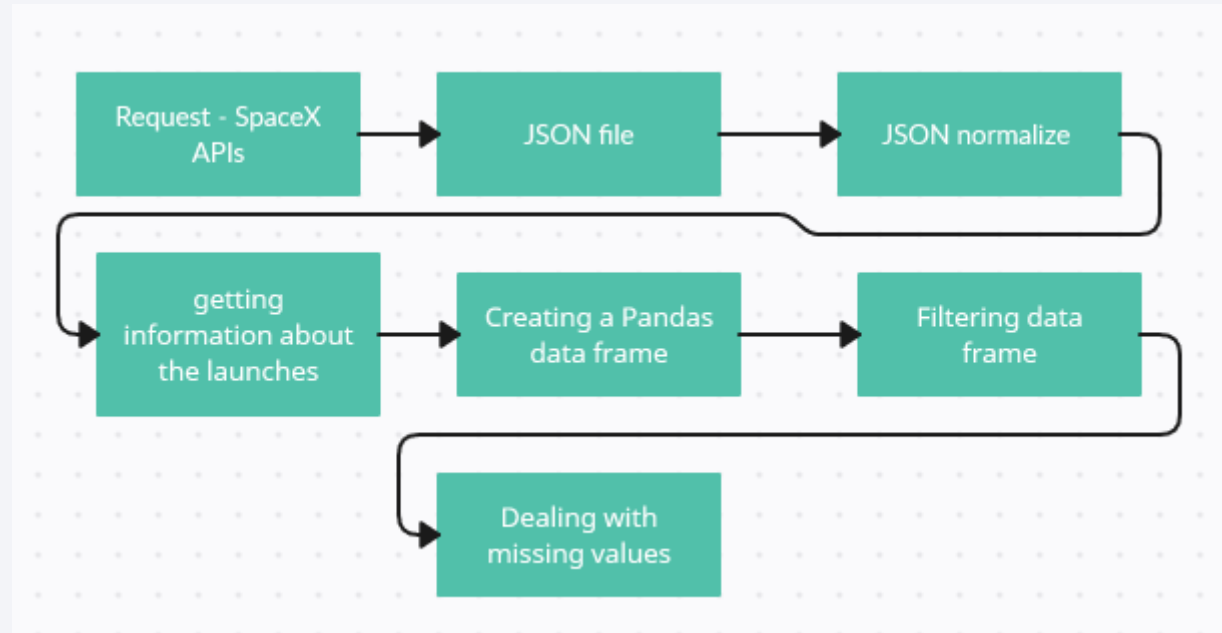 Request - SpaceX
APIs
JSON file
JSON normalize
getting
information about
the launches
Creating a Pandas
data frame
Filtering data
frame
Dealing with
missing values